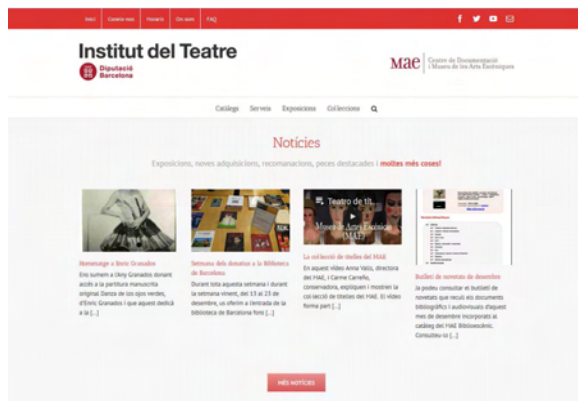 Inici Coneix-nos Horaris On som FAQ
Institut del Teatre
Diputació
Barcelona
MAE Centre de Documentació
i Museu de les Arts Escèniques
Catàlegs Serveis Exposicions Col·leccions
Notícies
Exposicions, noves adquisicions, recomanacions, peces destacades i moltes més coses!
Teatro de tít...
Museu de Arts Escèniques
(MAE)
Homenatge a Enric Granados
Ens sumem a l'Any Granados donant
accés a la partitura manuscrita
original Danza de los ojos verdes,
d'Enric Granados i que aquest dedicà
a la [...]
Setmana dels donatius a la Biblioteca
de Barcelona
Durant tota aquesta setmana i durant
la setmana vinent, del 13 al 23 de
desembre, us oferim a l'entrada de la
biblioteca de Barcelona fons [...]
La col·lecció de titelles del MAE
En aquest vídeo Anna Valls, directora
del MAE, i Carme Carreño,
conservadora, expliquen i mostren la
col·lecció de titelles del MAE. El vídeo
forma part [...]
Butlletí de novetats de desembre
Ja podeu consultar el butlletí de
novetats que recull els documents
bibliogràfics i audiovisuals d'aquest
mes de desembre incorporats al
catàleg del MAE Biblioescènic.
Consulteu-lo [...]
MÉS NOTÍCIES